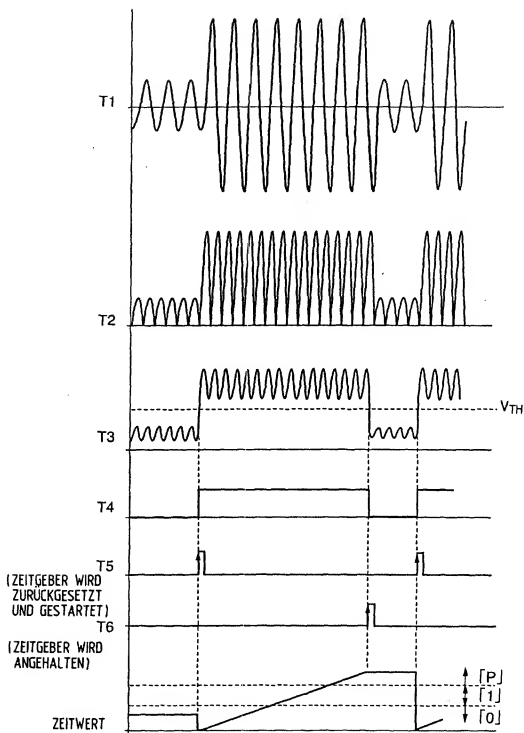 T1
T2
V_TH
T3
T4
T5
(ZEITGEBER WIRD
ZURÜCKGESETZT
UND GESTARTET)
T6
(ZEITGEBER WIRD
ANGEHALTEN)
⌈P⌋
⌈1⌋
⌈0⌋
ZEITWERT